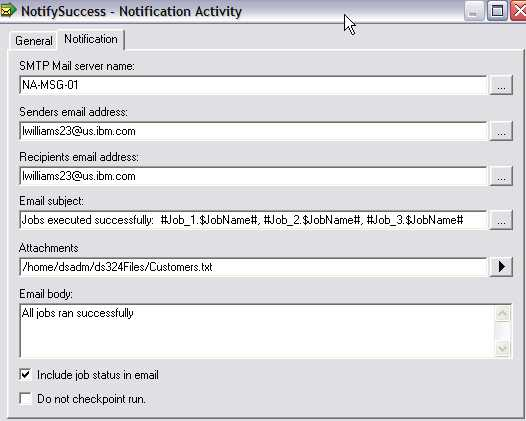 NotifySuccess - Notification Activity
General Notification
SMTP Mail server name:
NA-MSG-01
...
Senders email address:
lwilliams23@us.ibm.com
...
Recipients email address:
lwilliams23@us.ibm.com
...
Email subject:
Jobs executed successfully: #Job_1.$JobName#, #Job_2.$JobName#, #Job_3.$JobName#
...
Attachments
/home/dsadm/ds324Files/Customers.txt
Email body:
All jobs ran successfully
Include job status in email
Do not checkpoint run.